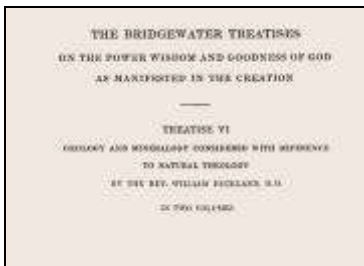 THE BRIDGEWATER TREATISES
ON THE POWER WISDOM AND GOODNESS OF GOD
AS MANIFESTED IN THE CREATION
TREATISE VI
GEOLOGY AND MINERALOGY CONSIDERED WITH REFERENCE
TO NATURAL THEOLOGY
BY THE REV. WILLIAM BUCKLAND, D.D.
IN TWO VOLUMES